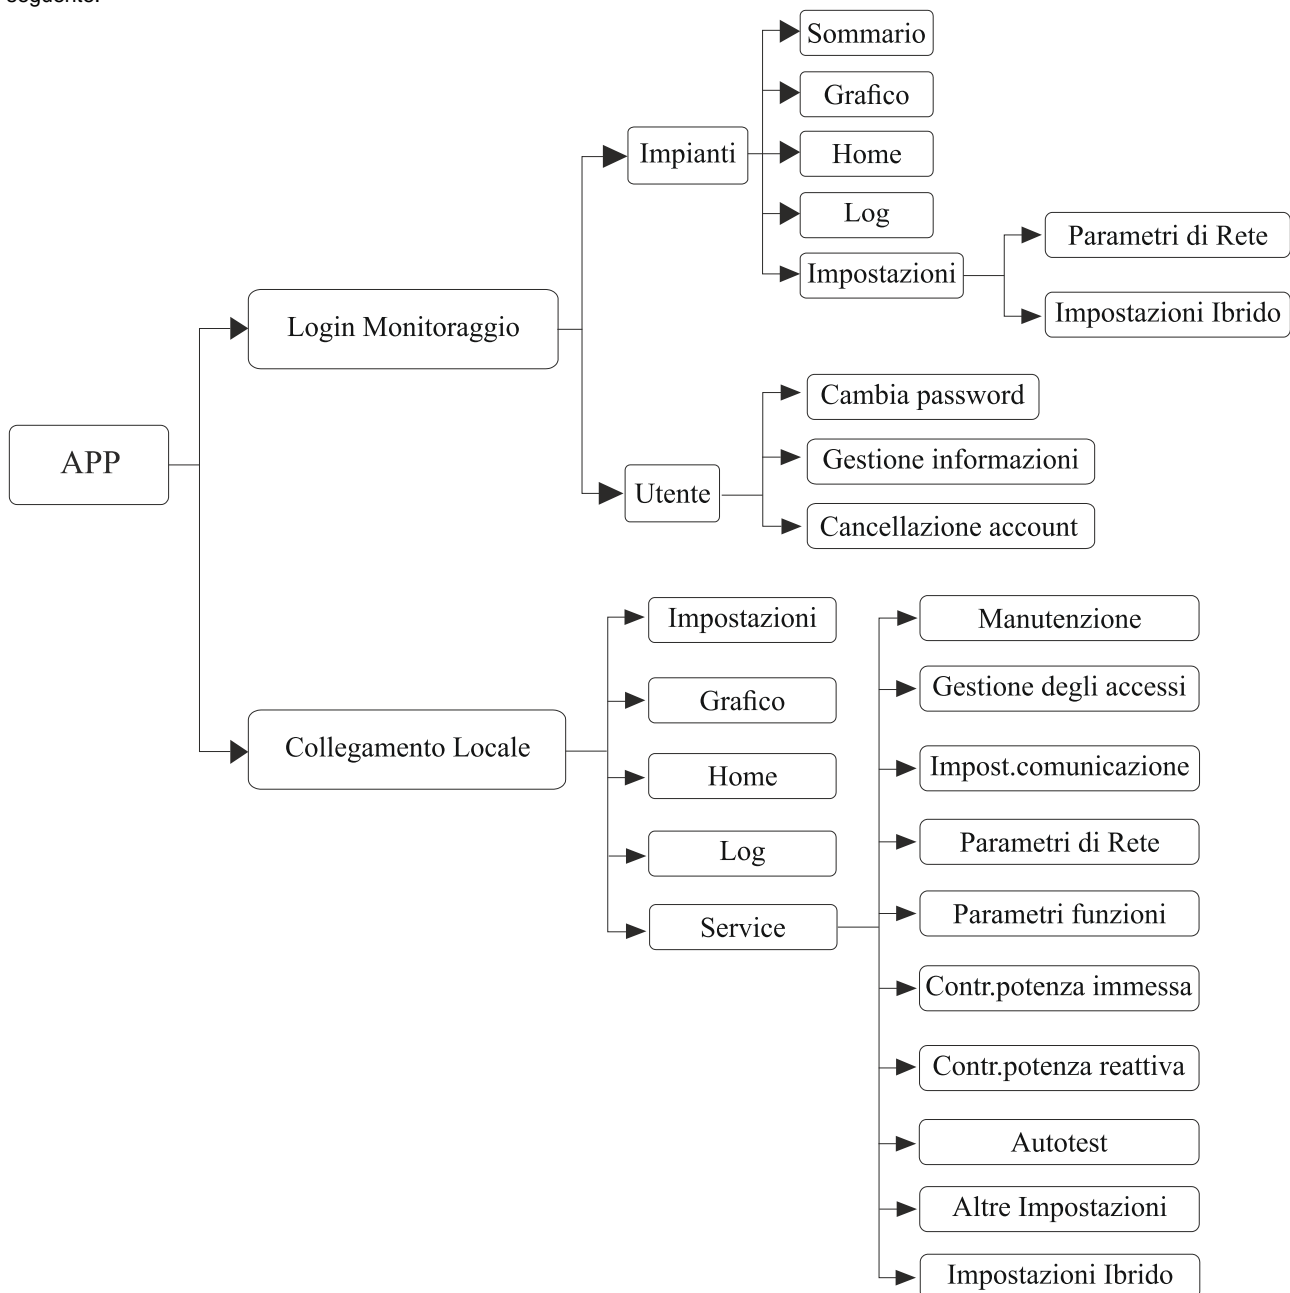 seguente:
Sommario
Grafico
Impianti
Home
Log
Impostazioni
Parametri di Rete
Impostazioni Ibrido
Login Monitoraggio
Cambia password
Gestione informazioni
Utente
Cancellazione account
APP
Impostazioni
Grafico
Collegamento Locale
Home
Log
Service
Manutenzione
Gestione degli accessi
Impost.comunicazione
Parametri di Rete
Parametri funzioni
Contr.potenza immessa
Contr.potenza reattiva
Autotest
Altre Impostazioni
Impostazioni Ibrido